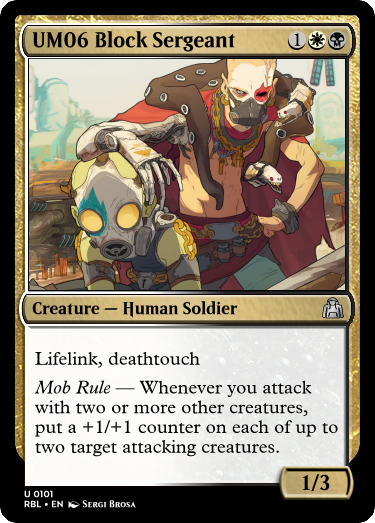 UM06 Block Sergeant 1
Creature — Human Soldier
Lifelink, deathtouch
Mob Rule — Whenever you attack
with two or more other creatures,
put a +1/+1 counter on each of up to
two target attacking creatures.
1/3
U 0101
RBL • EN Sergi Brosa